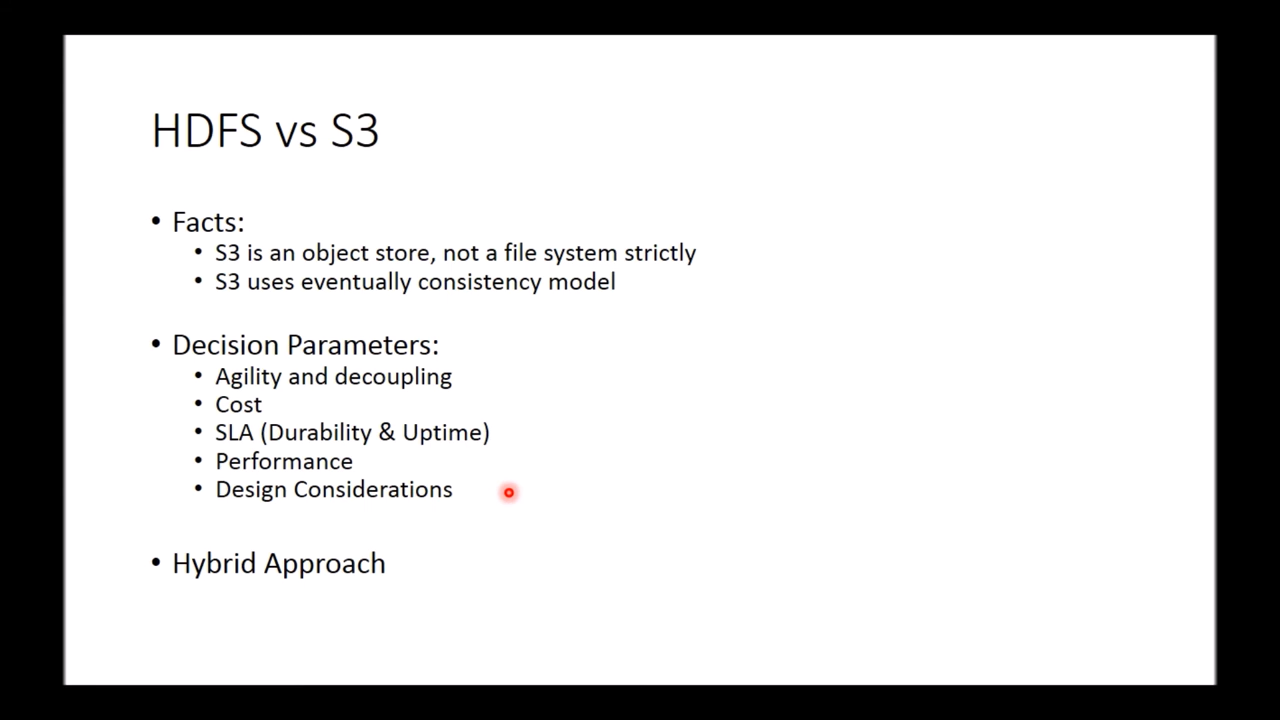 HDFS vs S3
• Facts:
• S3 is an object store, not a file system strictly
• S3 uses eventually consistency model
• Decision Parameters:
• Agility and decoupling
• Cost
• SLA (Durability & Uptime)
• Performance
• Design Considerations
• Hybrid Approach